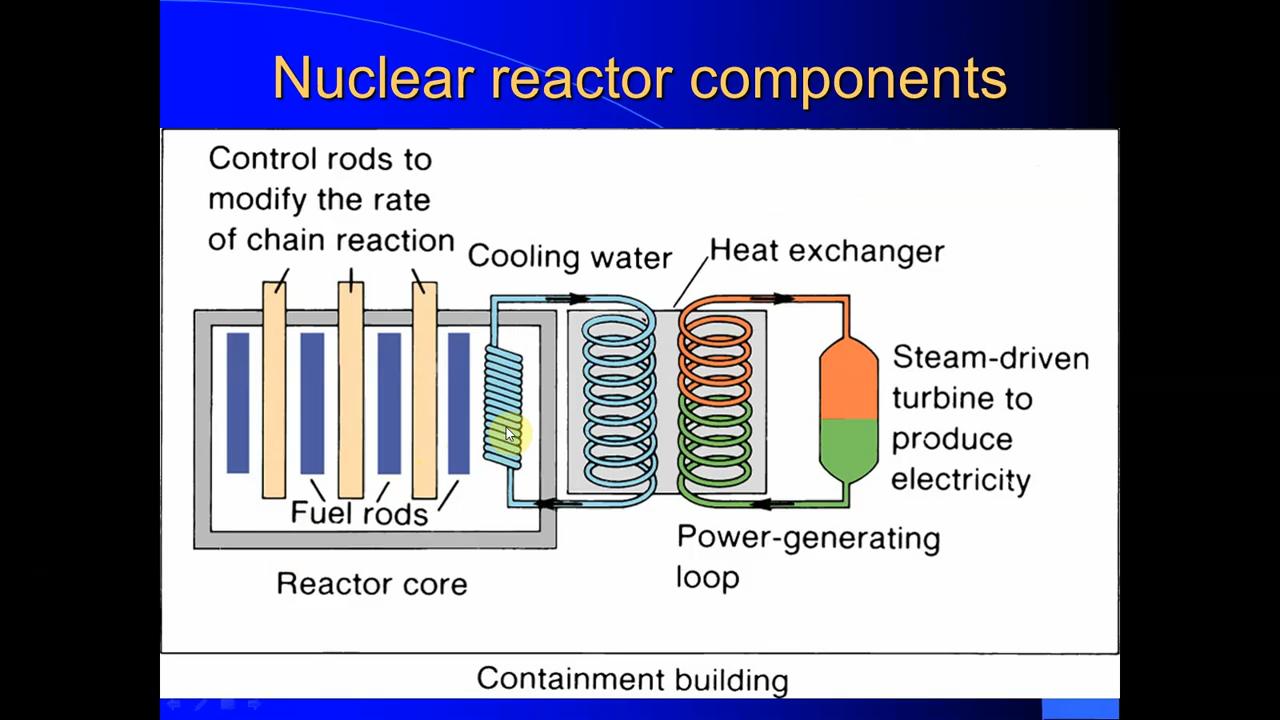 Nuclear reactor components
Control rods to
modify the rate
of chain reaction
Cooling water
Heat exchanger
Steam-driven
turbine to
produce
electricity
Fuel rods
Power-generating
loop
Reactor core
Containment building